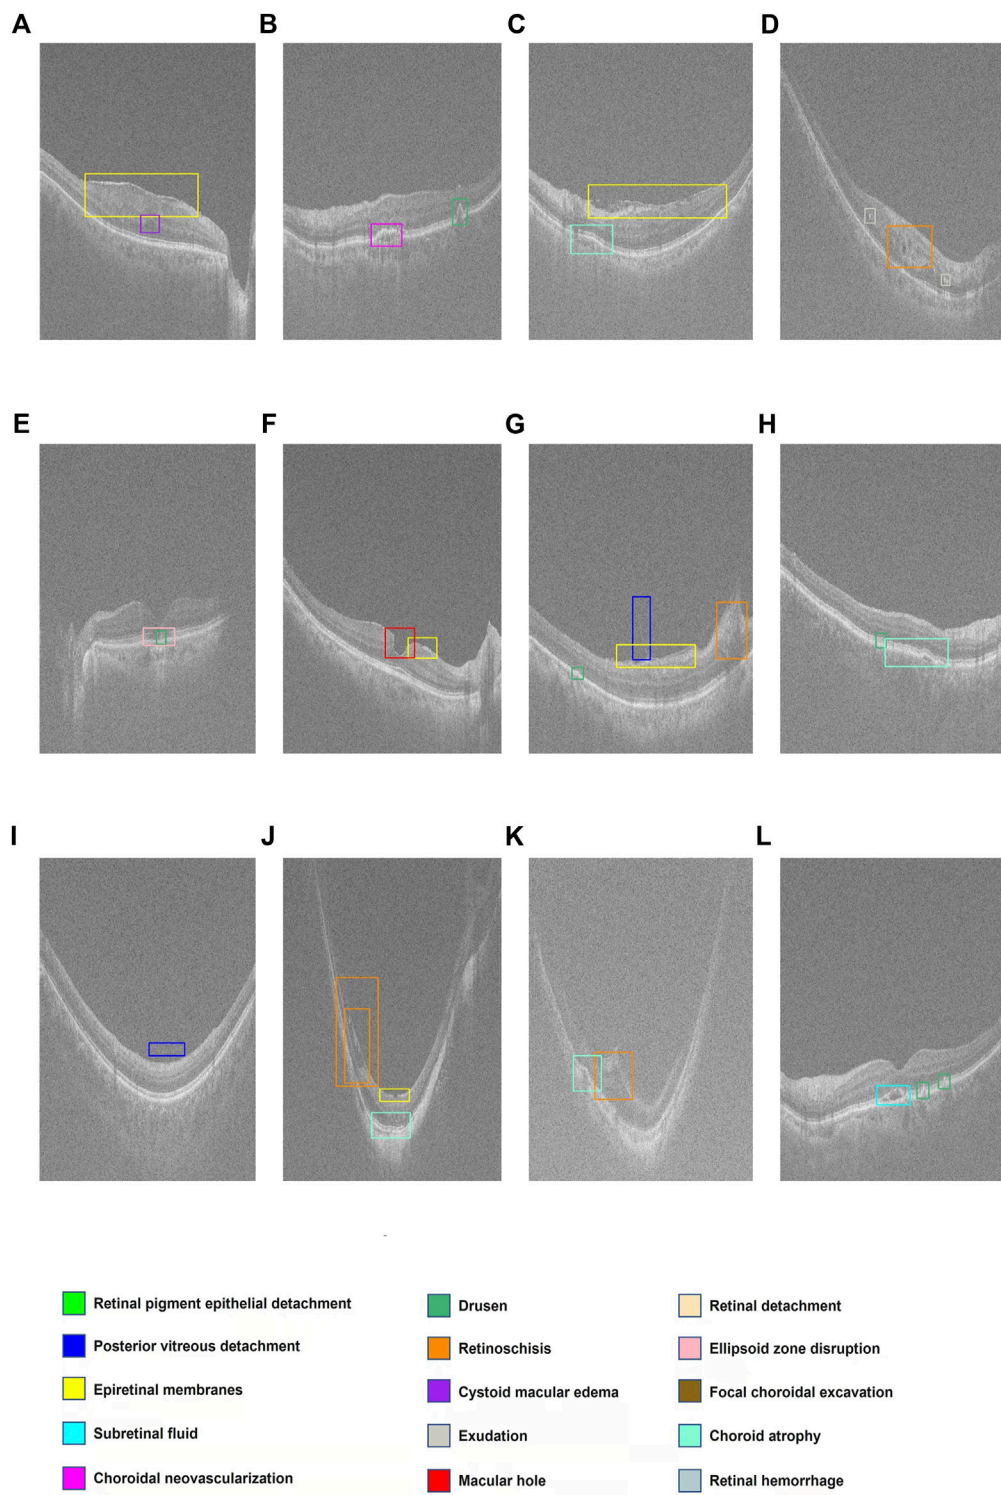 A B C D
E F G H
I J K L
-
Retinal pigment epithelial detachment Drusen Retinal detachment
Posterior vitreous detachment Retinoschisis Ellipsoid zone disruption
Epiretinal membranes Cystoid macular edema Focal choroidal excavation
Subretinal fluid Exudation Choroid atrophy
Choroidal neovascularization Macular hole Retinal hemorrhage